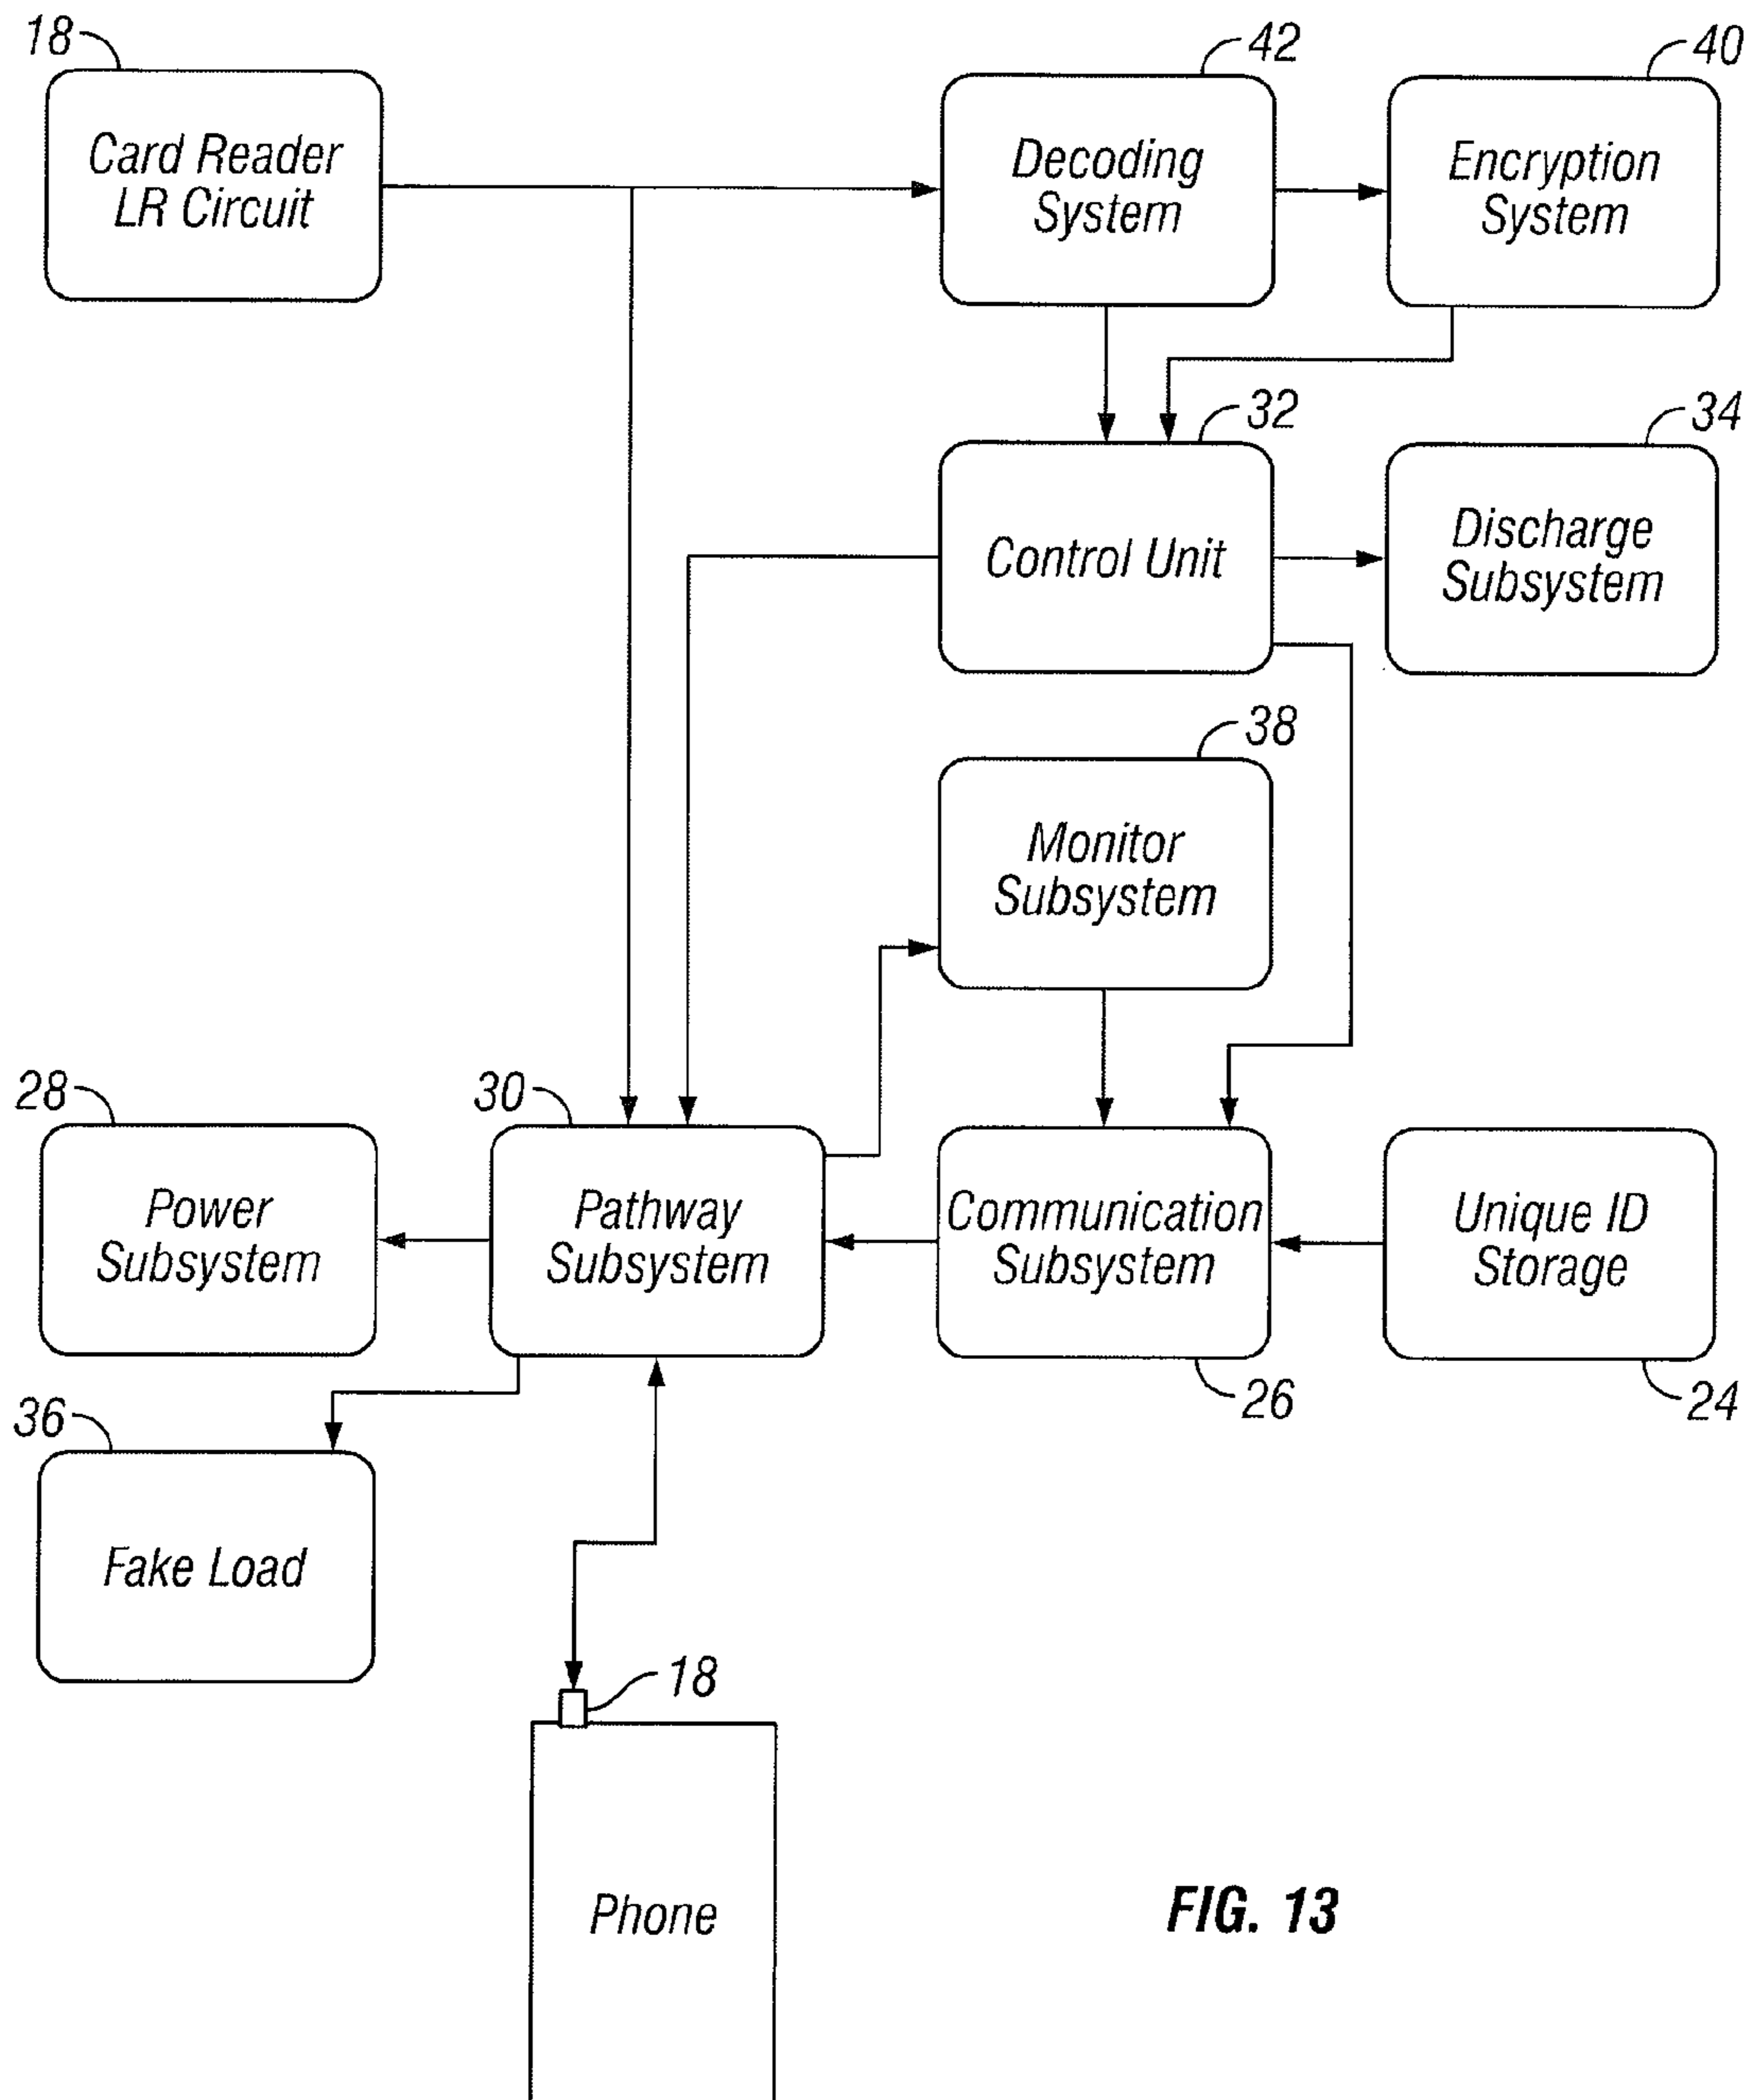 18
Card Reader
LR Circuit
42
Decoding
System
40
Encryption
System
32
Control Unit
34
Discharge
Subsystem
38
Monitor
Subsystem
28
Power
Subsystem
30
Pathway
Subsystem
Communication
Subsystem
26
Unique ID
Storage
24
36
Fake Load
18
Phone
FIG. 13